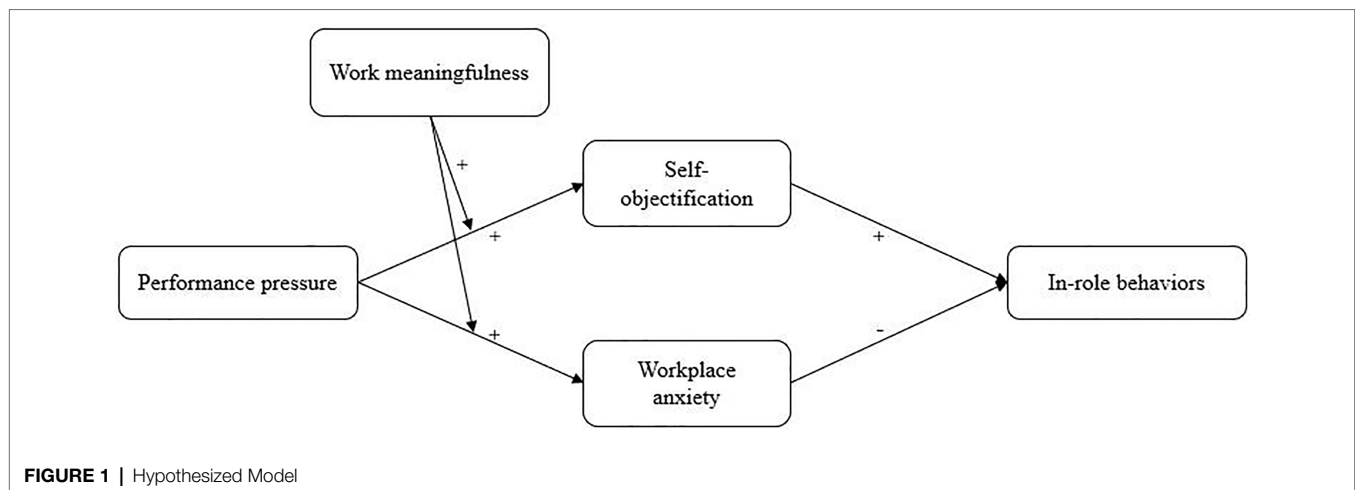 Work meaningfulness
+
Self-
objectification
+
+
Performance pressure
In-role behaviors
+
-
Workplace
anxiety
FIGURE 1 | Hypothesized Model